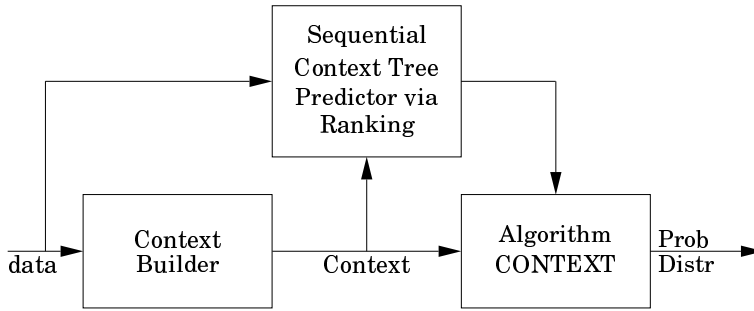 Sequential
Context Tree
Predictor via
Ranking
data
Context
Builder
Context
Algorithm
CONTEXT
Prob
Distr